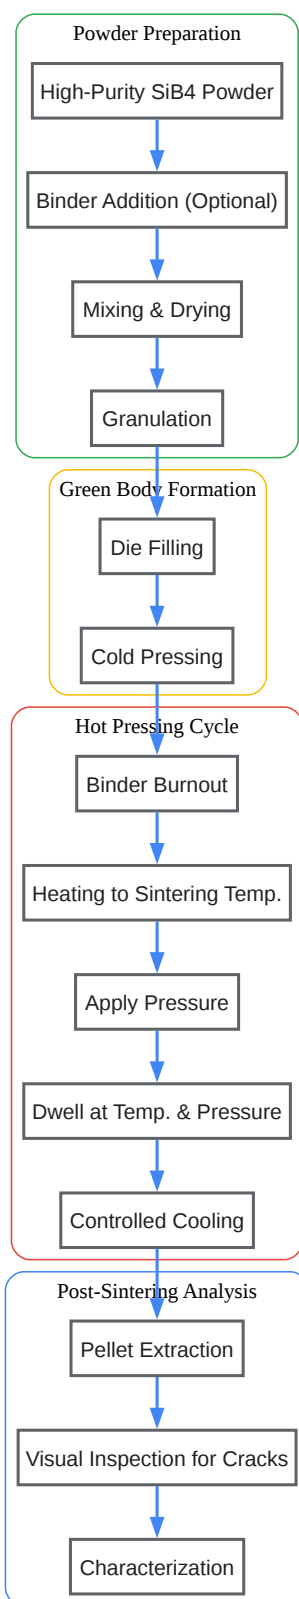 Powder Preparation
High-Purity SiB4 Powder
Binder Addition (Optional)
Mixing & Drying
Granulation
Green Body Formation
Die Filling
Cold Pressing
Hot Pressing Cycle
Binder Burnout
Heating to Sintering Temp.
Apply Pressure
Dwell at Temp. & Pressure
Controlled Cooling
Post-Sintering Analysis
Pellet Extraction
Visual Inspection for Cracks
Characterization